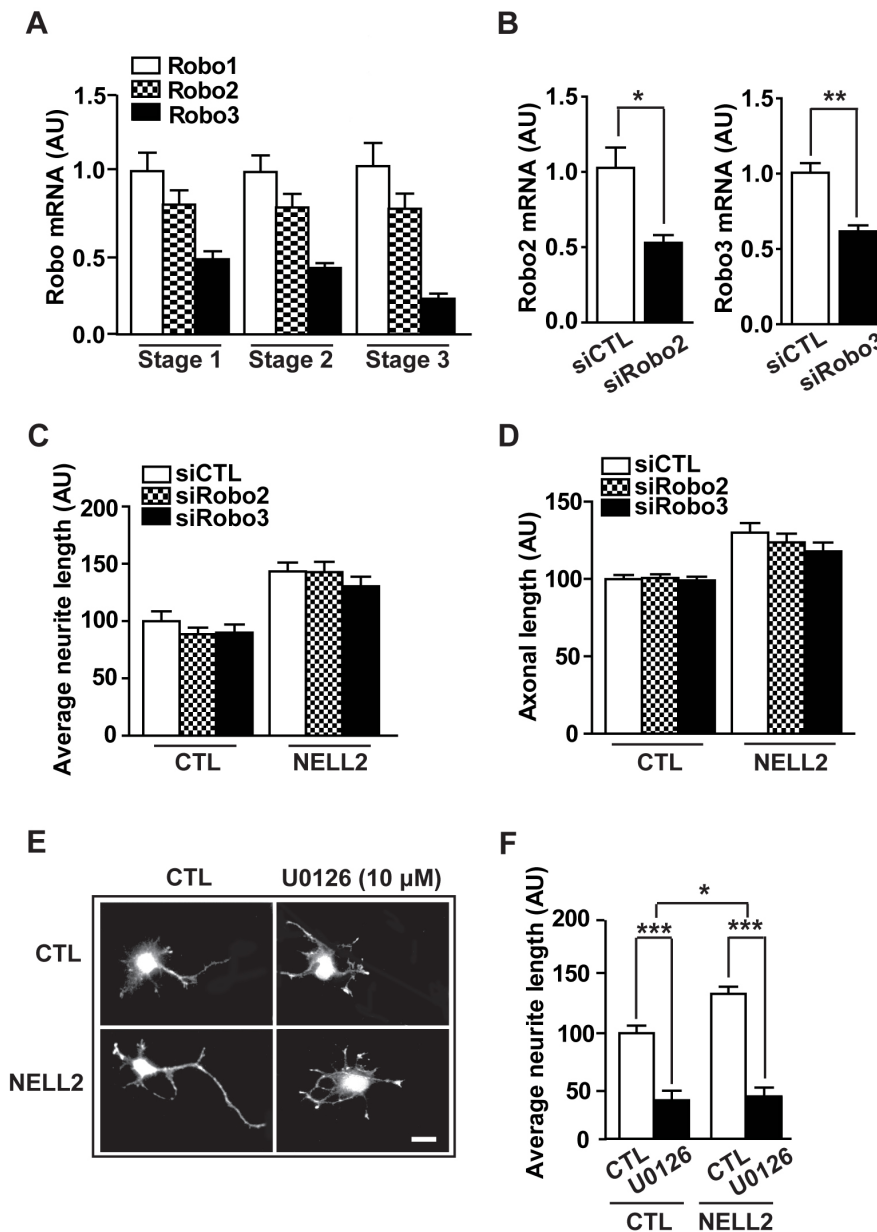 A
Robo1
Robo2
Robo3
Robo mRNA (AU)
1.5
1.0
0.5
0.0
Stage 1 Stage 2 Stage 3
B
Robo2 mRNA (AU)
1.5
1.0
0.5
0.0
*
siCTL
siRobo2
Robo3 mRNA (AU)
1.5
1.0
0.5
0.0
**
siCTL
siRobo3
C
siCTL
siRobo2
siRobo3
Average neurite length (AU)
200
150
100
50
0
CTL NELL2
D
siCTL
siRobo2
siRobo3
Axonal length (AU)
150
100
50
0
CTL NELL2
E
CTL U0126 (10 µM)
CTL
NELL2
F
Average neurite length (AU)
200
150
100
50
0
*
*** ***
CTL
U0126
CTL
U0126
CTL NELL2